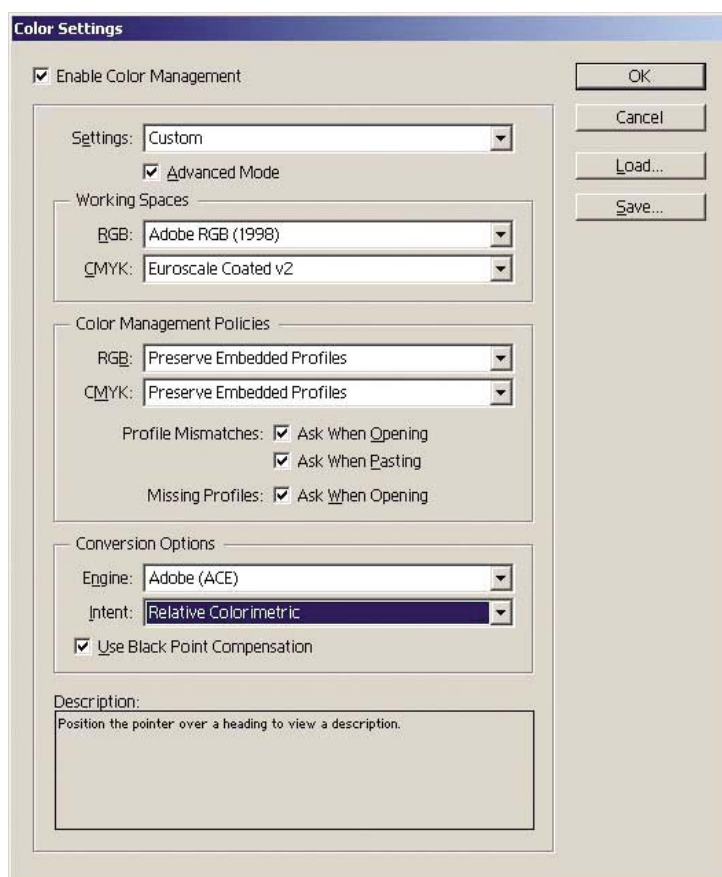 Color Settings
Enable Color Management
OK
Cancel
Load...
Save...
Settings: Custom
Advanced Mode
Working Spaces
RGB: Adobe RGB (1998)
CMYK: Euroscale Coated v2
Color Management Policies
RGB: Preserve Embedded Profiles
CMYK: Preserve Embedded Profiles
Profile Mismatches: Ask When Opening
Ask When Pasting
Missing Profiles: Ask When Opening
Conversion Options
Engine: Adobe (ACE)
Intent: Relative Colorimetric
Use Black Point Compensation
Description:
Position the pointer over a heading to view a description.